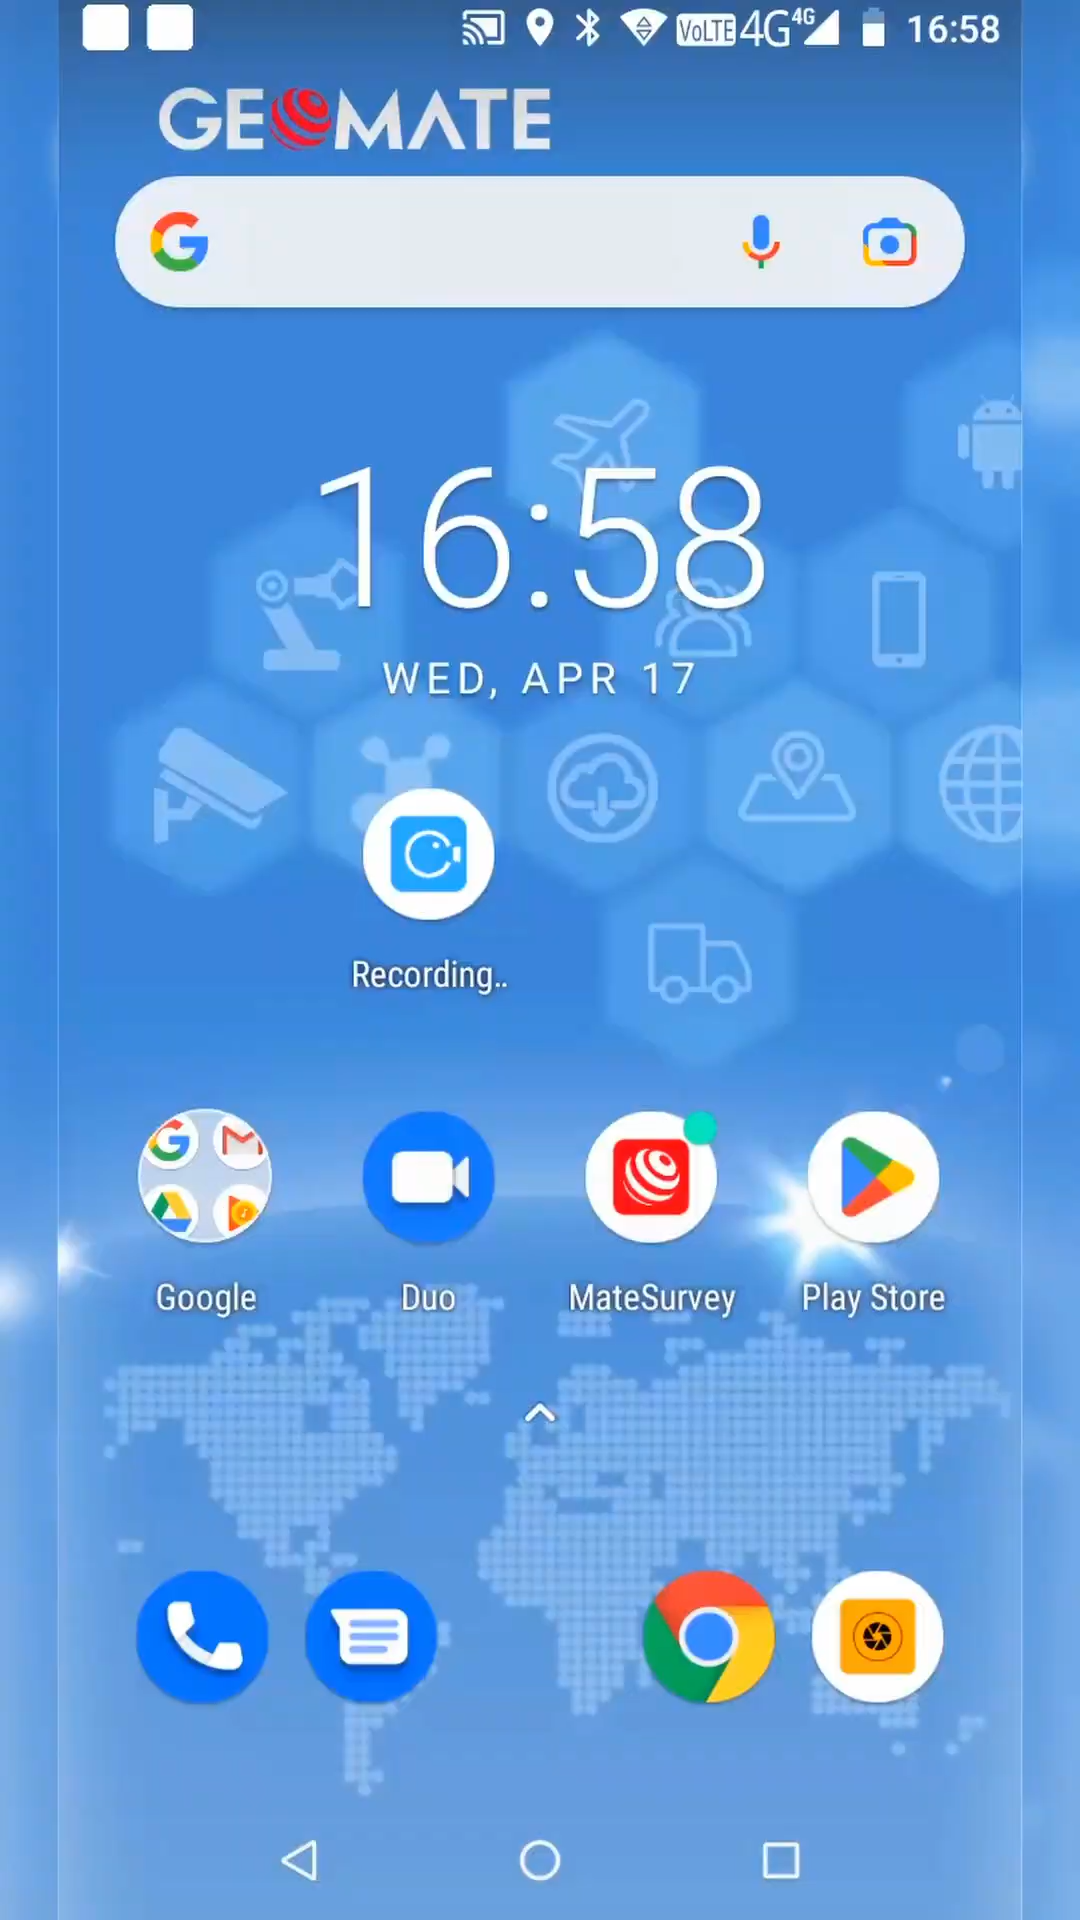 VoLTE 4G 4G 16:58
GEOMATE
16:58
WED, APR 17
Recording..
Google
Duo
MateSurvey
Play Store